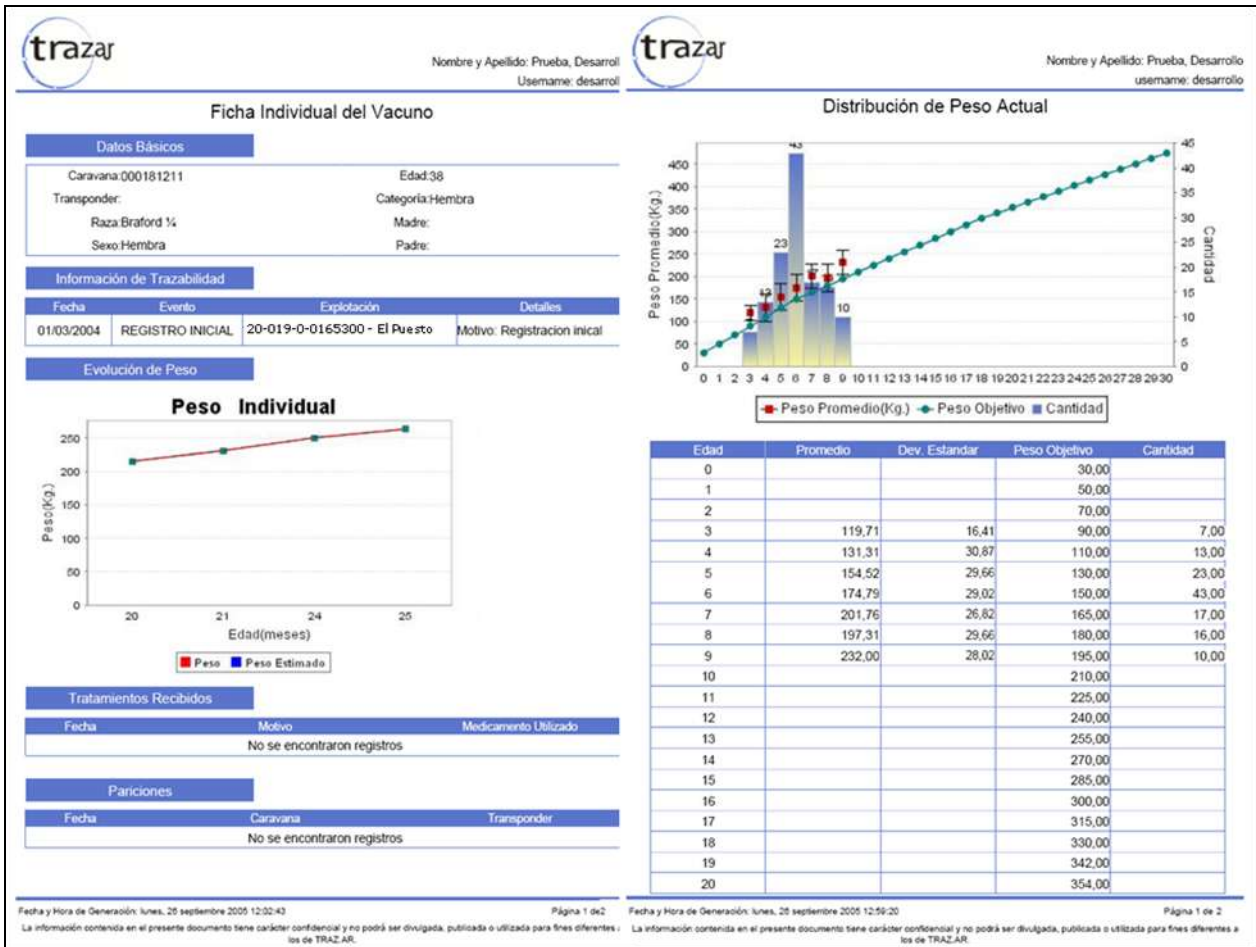 trazar
Nombre y Apellido: Prueba, Desarroll
Username: desarroll
Ficha Individual del Vacuno
Datos Básicos
Caravana:000181211 Edad:38
Transponder: Categoría:Hembra
Raza:Braford ¼ Madre:
Sexo:Hembra Padre:
Información de Trazabilidad
Fecha Evento Explotación Detalles
01/03/2004 REGISTRO INICIAL 20-019-0-0165300 - El Puesto Motivo: Registracion inical
Evolución de Peso
Peso Individual
Peso(Kg.)
250
200
150
100
50
0
20 21 24 25
Edad(meses)
Peso Peso Estimado
Tratamientos Recibidos
Fecha Motivo Medicamento Utilizado
No se encontraron registros
Pariciones
Fecha Caravana Transponder
No se encontraron registros
Fecha y Hora de Generación: lunes, 26 septiembre 2005 12:02:43 Página 1 de2
La información contenida en el presente documento tiene carácter confidencial y no podrá ser divulgada, publicada o utilizada para fines diferentes
los de TRAZ.AR.
trazar
Nombre y Apellido: Prueba, Desarrollo
username: desarrollo
Distribución de Peso Actual
Peso Promedio(Kg.)
450
400
350
300
250
200
150
100
50
0
43
23
13
10
45
40
35
30
25
20
15
10
5
0
Cantidad
0 1 2 3 4 5 6 7 8 9 10 11 12 13 14 15 16 17 18 19 20 21 22 23 24 25 26 27 28 29 30
Peso Promedio(Kg.) Peso Objetivo Cantidad
Edad Promedio Dev. Estandar Peso Objetivo Cantidad
0 30,00
1 50,00
2 70,00
3 119,71 16,41 90,00 7,00
4 131,31 30,87 110,00 13,00
5 154,52 29,66 130,00 23,00
6 174,79 29,02 150,00 43,00
7 201,76 26,82 165,00 17,00
8 197,31 29,66 180,00 16,00
9 232,00 28,02 195,00 10,00
10 210,00
11 225,00
12 240,00
13 255,00
14 270,00
15 285,00
16 300,00
17 315,00
18 330,00
19 342,00
20 354,00
Fecha y Hora de Generación: lunes, 26 septiembre 2005 12:59:20 Página 1 de 2
La información contenida en el presente documento tiene carácter confidencial y no podrá ser divulgada, publicada o utilizada para fines diferentes a
los de TRAZ.AR.